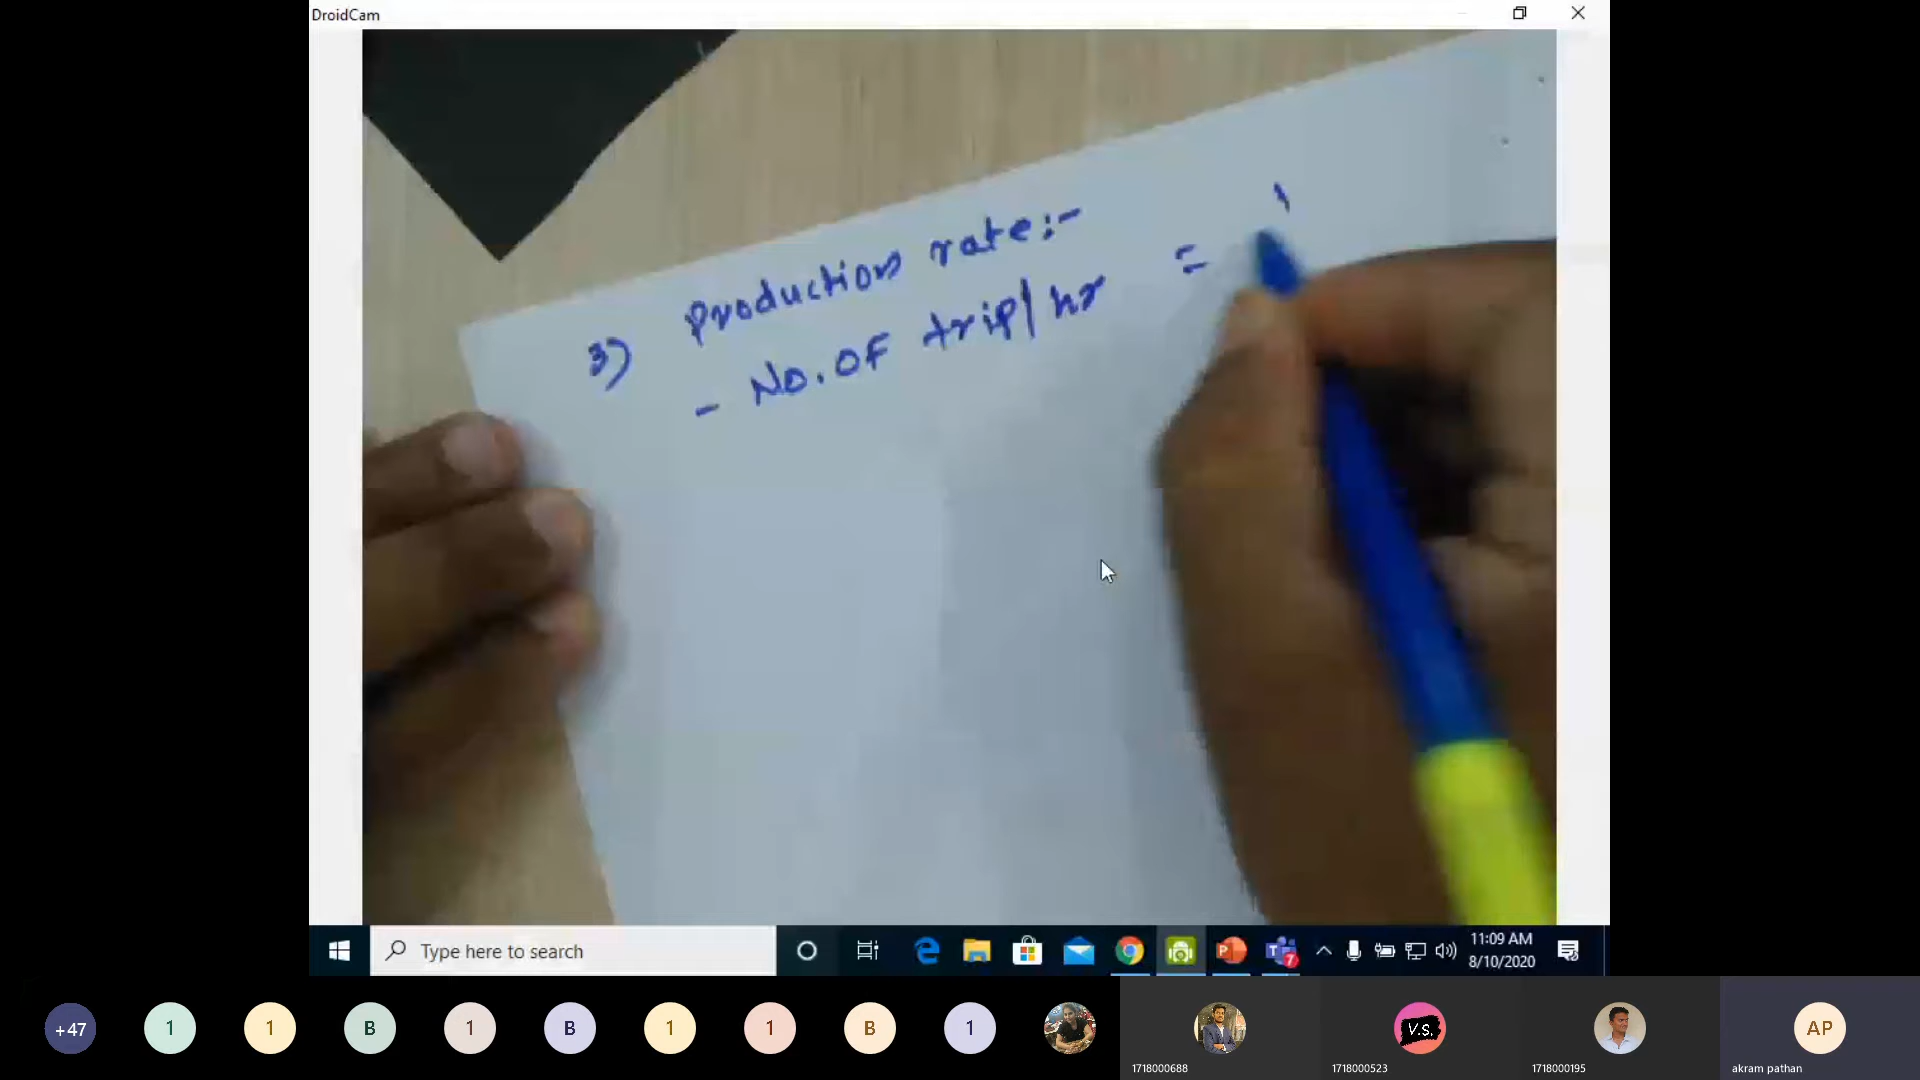 DroidCam
3) Production rate:-
- No. OF trip/hr =
Type here to search
7
11:09 AM
8/10/2020
+47
1
1
B
1
B
1
1
B
1
V.S.
AP
1718000688
1718000523
1718000195
akram pathan